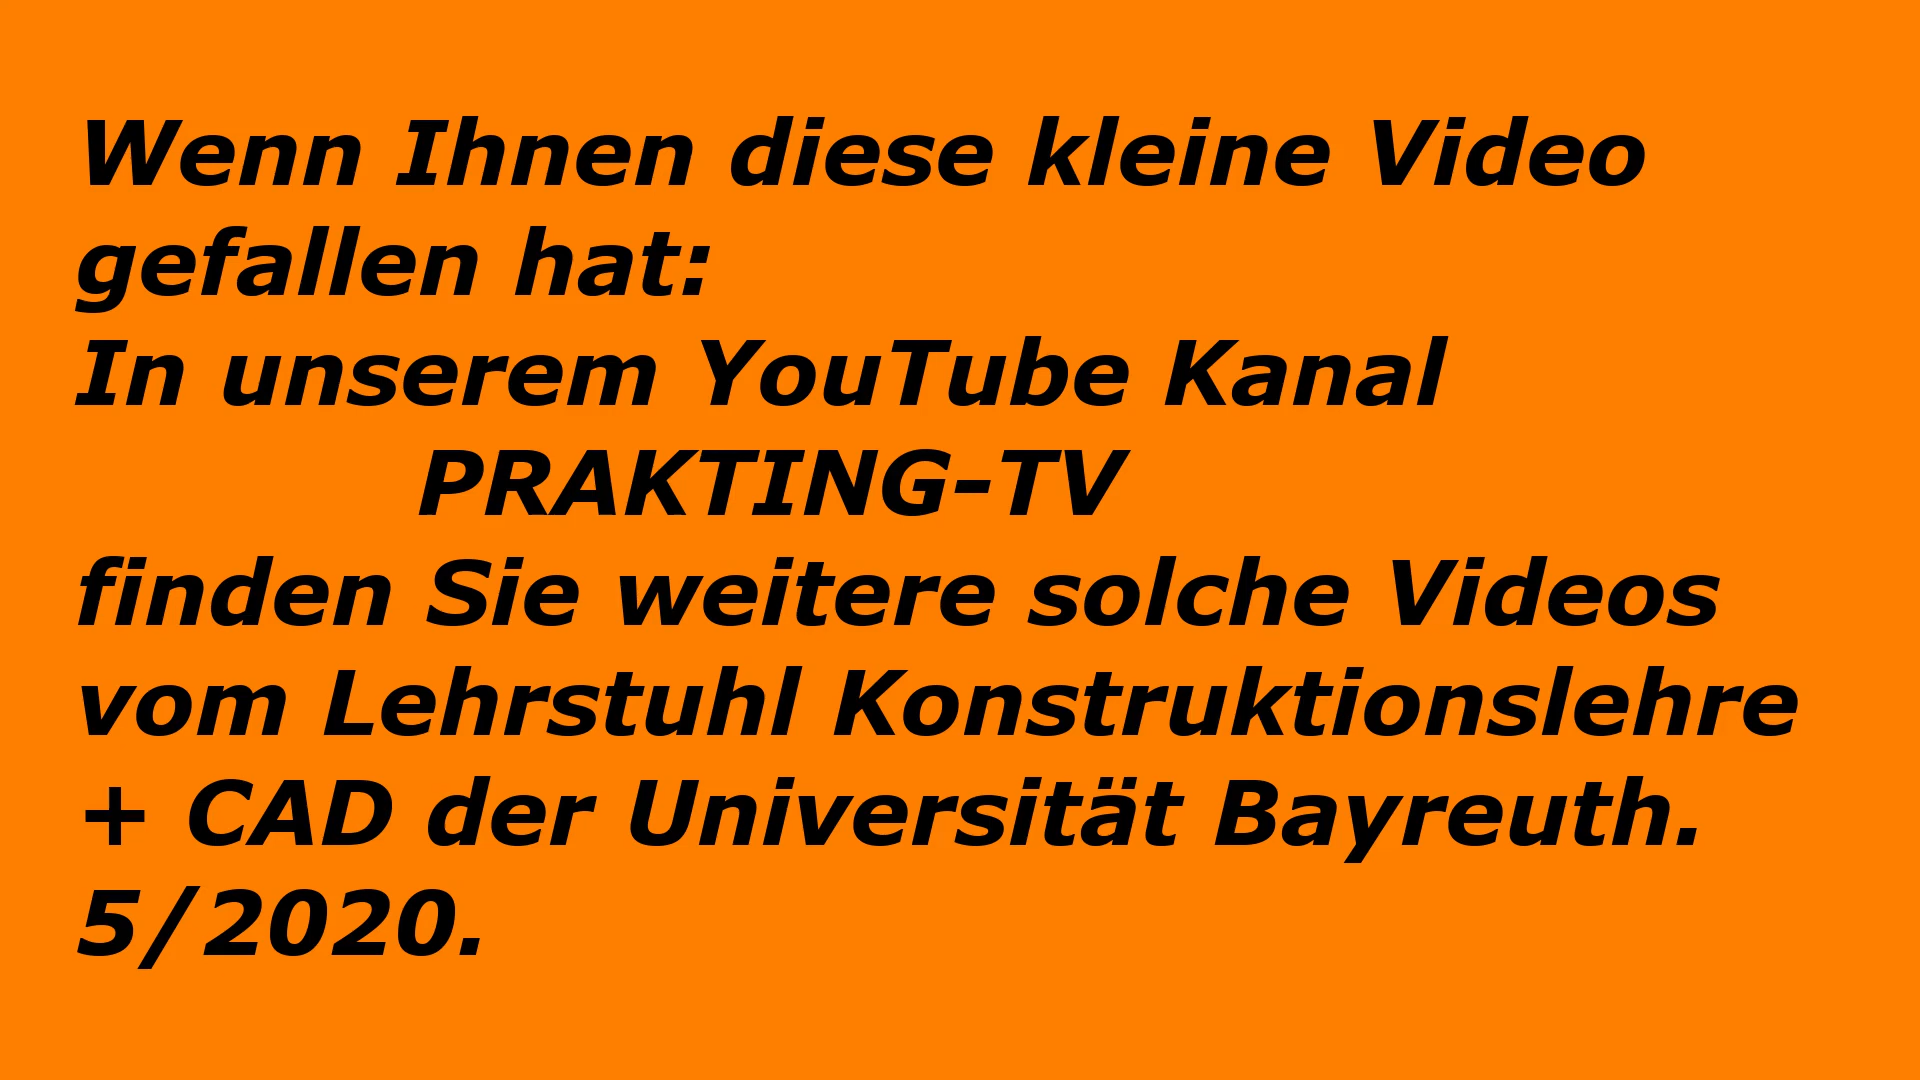 Wenn Ihnen diese kleine Video
gefallen hat:
In unserem YouTube Kanal
PRAKTING–TV
finden Sie weitere solche Videos
vom Lehrstuhl Konstruktionslehre
+ CAD der Universität Bayreuth.
5/2020.